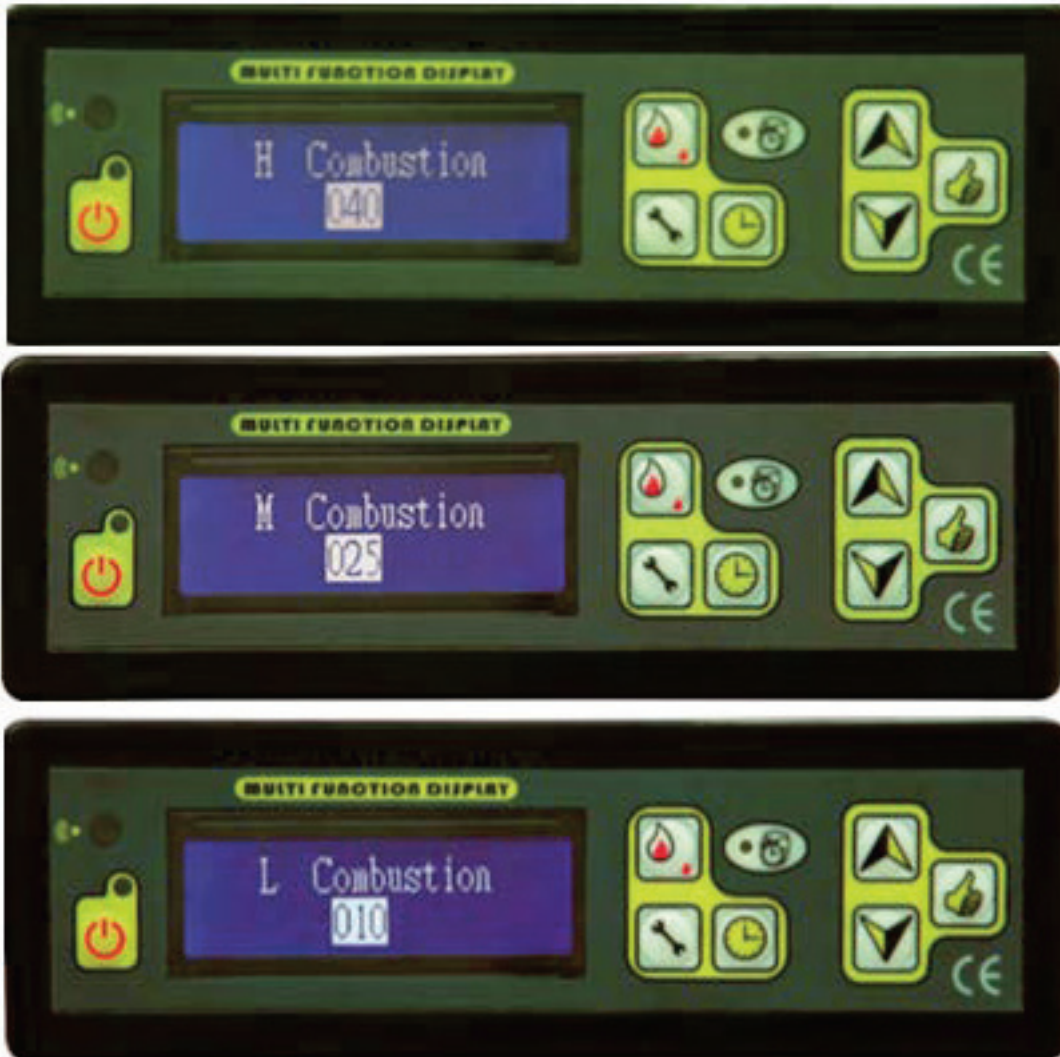 MULTI FUNCTION DISPLAY
H Combustion
040
CE
MULTI FUNCTION DISPLAY
M Combustion
025
CE
MULTI FUNCTION DISPLAY
L Combustion
010
CE